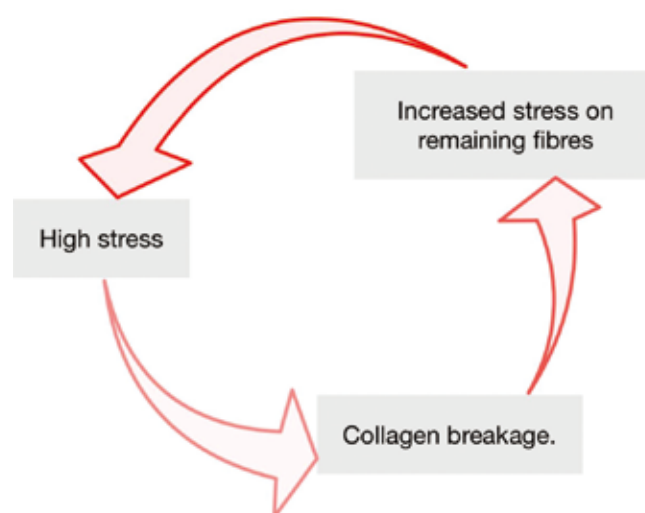 Increased stress on
remaining fibres
High stress
Collagen breakage.